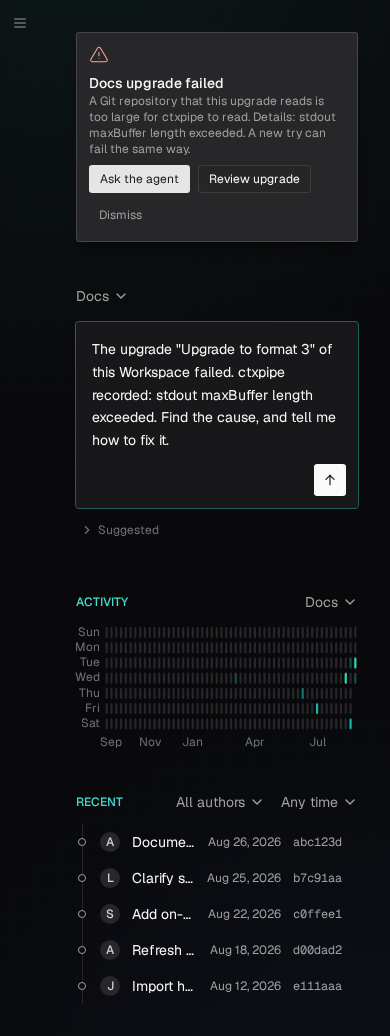 Docs upgrade failed
A Git repository that this upgrade reads is
too large for ctxpipe to read. Details: stdout
maxBuffer length exceeded. A new try can
fail the same way.
Ask the agent Review upgrade
Dismiss
Docs
The upgrade "Upgrade to format 3" of
this Workspace failed. ctxpipe
recorded: stdout maxBuffer length
exceeded. Find the cause, and tell me
how to fix it.
Suggested
ACTIVITY Docs
Sun
Mon
Tue
Wed
Thu
Fri
Sat
Sep Nov Jan Apr Jul
RECENT All authors Any time
A Docume... Aug 26, 2026 abc123d
L Clarify s... Aug 25, 2026 b7c91aa
S Add on-... Aug 22, 2026 c0ffee1
A Refresh ... Aug 18, 2026 d00dad2
J Import h... Aug 12, 2026 e111aaa